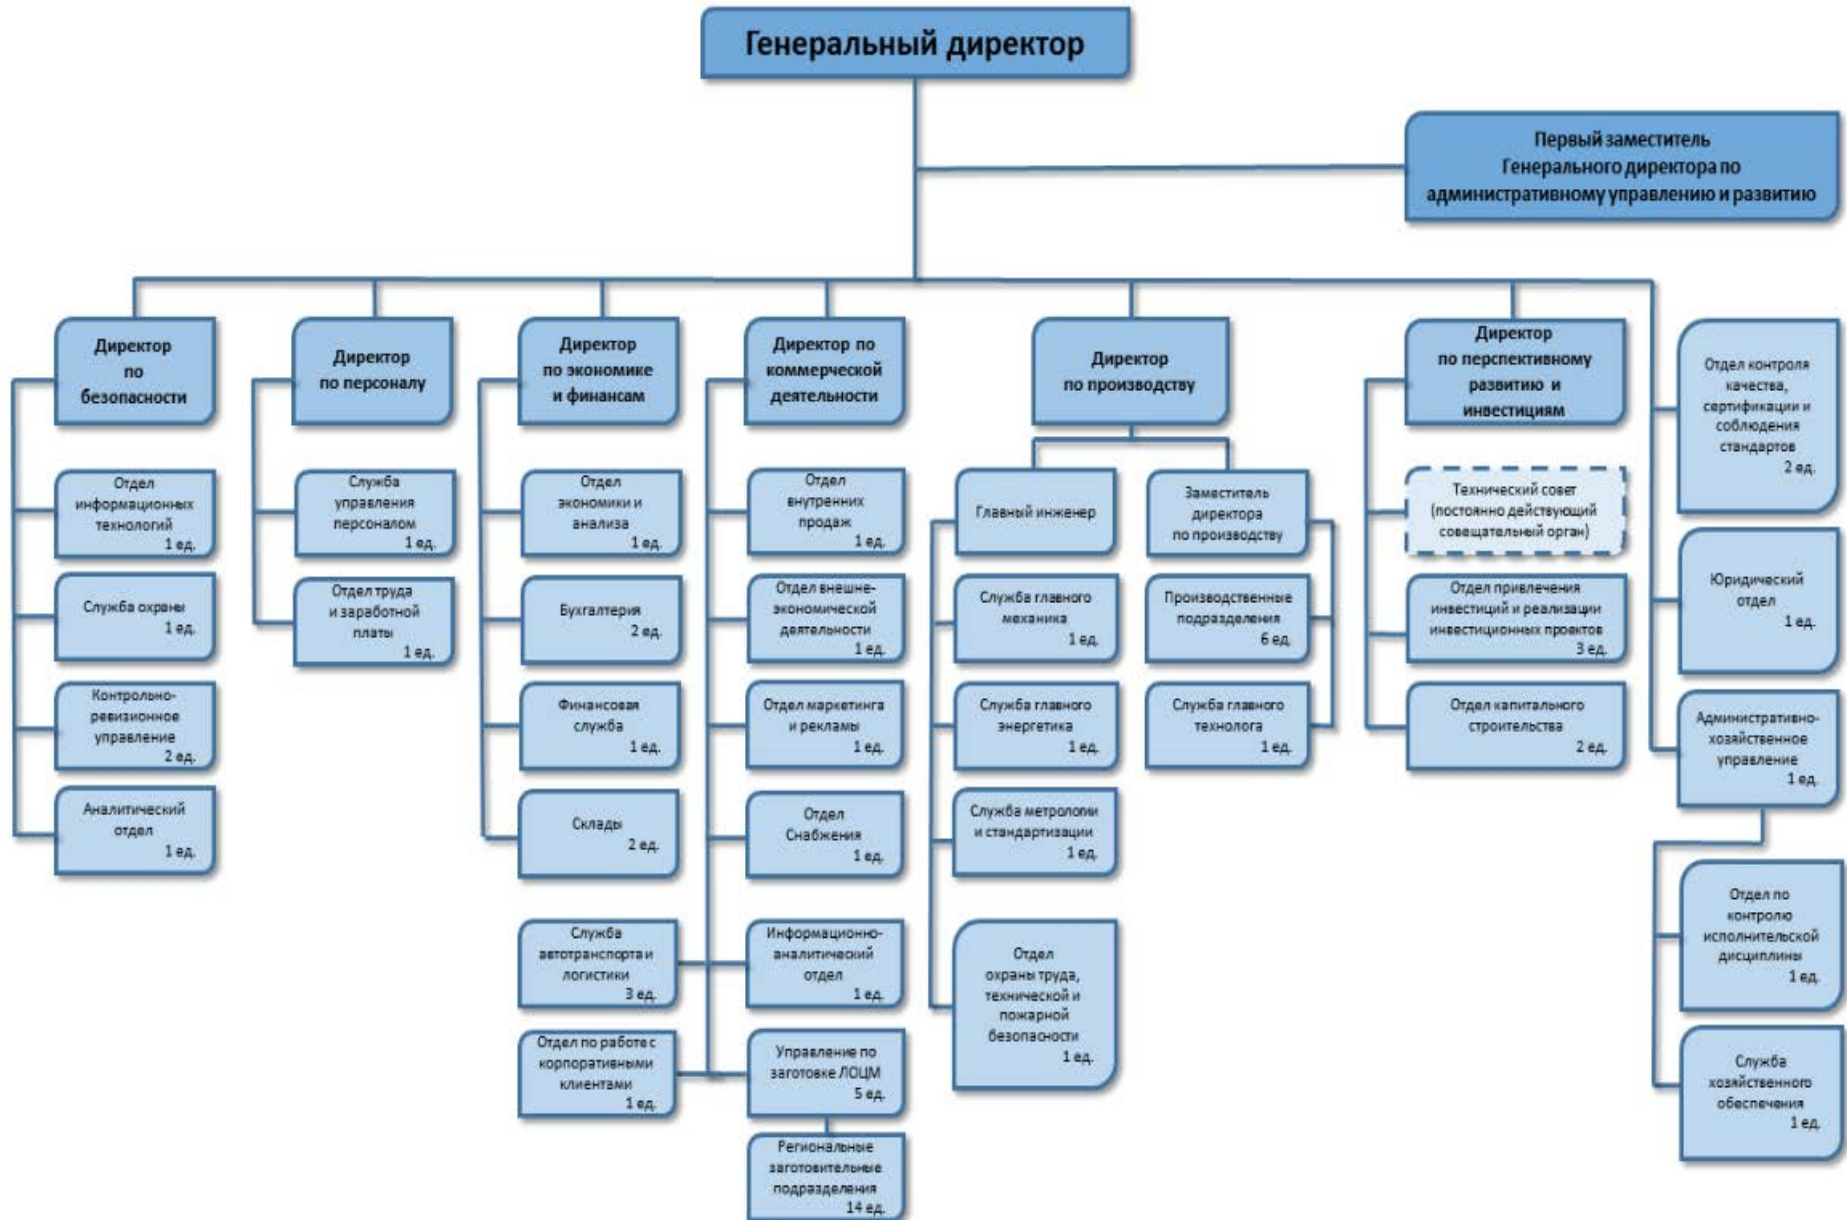 Генеральный директор
Первый заместитель
Генерального директора по
административному управлению и развитию
Директор
по
безопасности
Отдел
информационных
технологий
1 ед.
Служба охраны
1 ед.
Контрольно-
ревизионное
управление
2 ед.
Аналитический
отдел
1 ед.
Директор
по персоналу
Служба
управления
персоналом
1 ед.
Отдел труда
и заработной
платы
1 ед.
Директор
по экономике
и финансам
Отдел
экономики и
анализа
1 ед.
Бухгалтерия
2 ед.
Финансовая
служба
1 ед.
Склады
2 ед.
Директор по
коммерческой
деятельности
Отдел
внутренних
продаж
1 ед.
Отдел внешне-
экономической
деятельности
1 ед.
Отдел маркетинга
и рекламы
1 ед.
Отдел
Снабжения
1 ед.
Служба
автотранспорта и
логистики
3 ед.
Информационно-
аналитический
отдел
1 ед.
Отдел по работе с
корпоративными
клиентами
1 ед.
Управление по
заготовке ЛОЦМ
5 ед.
Региональные
заготовительные
подразделения
14 ед.
Директор
по производству
Главный инженер
Служба главного
механика
1 ед.
Служба главного
энергетика
1 ед.
Служба метрологии
и стандартизации
1 ед.
Отдел
охраны труда,
технической и
пожарной
безопасности
1 ед.
Заместитель
директора
по производству
Производственные
подразделения
6 ед.
Служба главного
технолога
1 ед.
Директор
по перспективному
развитию и
инвестициям
Технический совет
(постоянно действующий
совещательный орган)
Отдел привлечения
инвестиций и реализации
инвестиционных проектов
3 ед.
Отдел капитального
строительства
2 ед.
Отдел контроля
качества,
сертификации и
соблюдения
стандартов
2 ед.
Юридический
отдел
1 ед.
Административно-
хозяйственное
управление
1 ед.
Отдел по
контролю
исполнительской
дисциплины
1 ед.
Служба
хозяйственного
обеспечения
1 ед.